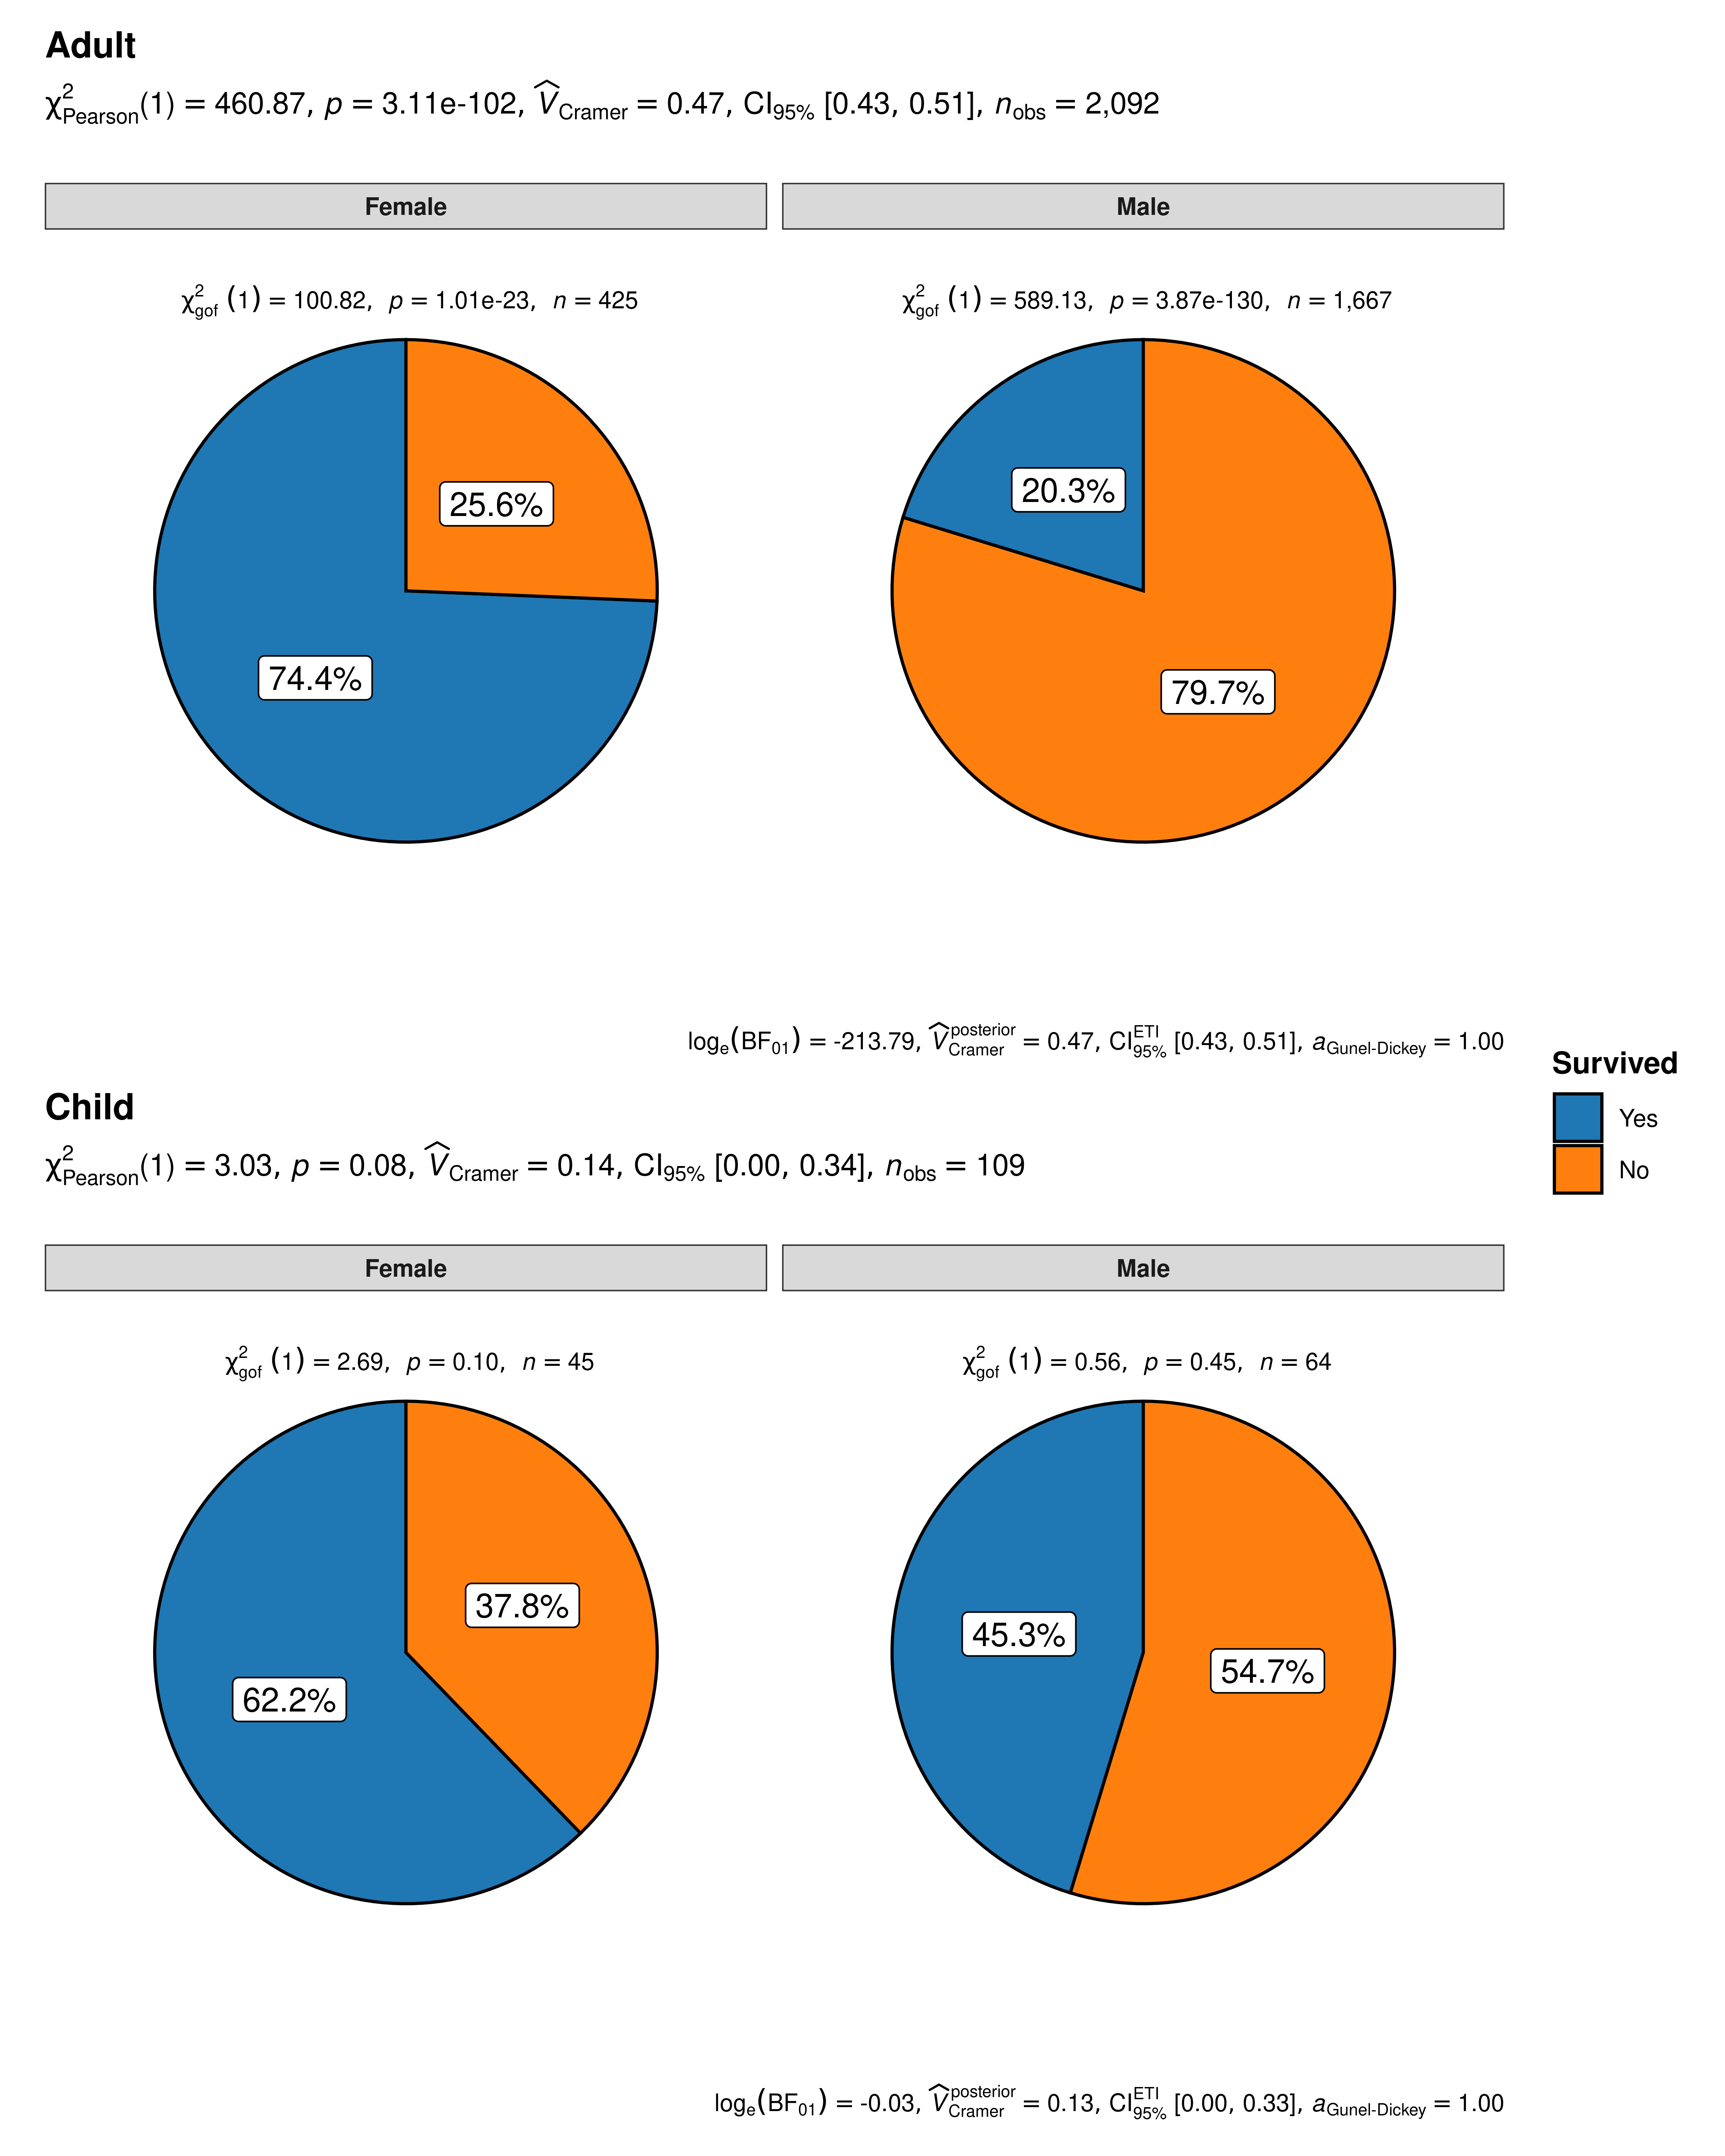 Adult
χ²Pearson(1) = 460.87, p = 3.11e-102, V̂Cramer = 0.47, CI95% [0.43, 0.51], nobs = 2,092
Female
Male
χ²gof (1) = 100.82, p = 1.01e-23, n = 425
χ²gof (1) = 589.13, p = 3.87e-130, n = 1,667
20.3%
25.6%
74.4%
79.7%
loge(BF01) = -213.79, V̂posteriorCramer = 0.47, CIETI95% [0.43, 0.51], aGunel-Dickey = 1.00
Survived
Yes
No
Child
χ²Pearson(1) = 3.03, p = 0.08, V̂Cramer = 0.14, CI95% [0.00, 0.34], nobs = 109
Female
Male
χ²gof (1) = 2.69, p = 0.10, n = 45
χ²gof (1) = 0.56, p = 0.45, n = 64
37.8%
45.3%
54.7%
62.2%
loge(BF01) = -0.03, V̂posteriorCramer = 0.13, CIETI95% [0.00, 0.33], aGunel-Dickey = 1.00